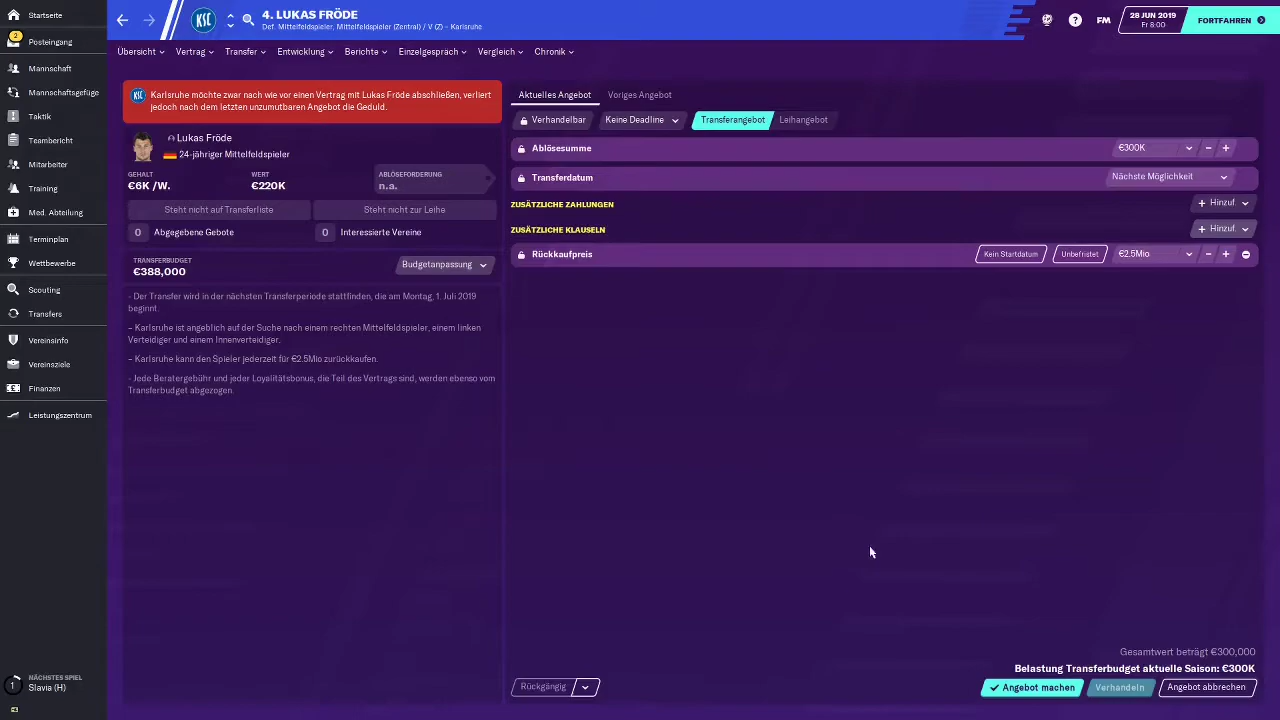 Startseite
2
Posteingang
Mannschaft
Mannschaftsgefüge
Taktik
Teambericht
Mitarbeiter
Training
Med. Abteilung
Terminplan
Wettbewerbe
Scouting
Transfers
Vereinsinfo
Vereinsziele
Finanzen
Leistungszentrum
1
NÄCHSTES SPIEL
Slavia (H)
KSC
4. LUKAS FRÖDE
Def. Mittelfeldspieler, Mittelfeldspieler (Zentral) / V (Z) – Karlsruhe
?
FM
28 JUN 2019
Fr 8:00
FORTFAHREN
Übersicht
Vertrag
Transfer
Entwicklung
Berichte
Einzelgespräch
Vergleich
Chronik
Karlsruhe möchte zwar nach wie vor einen Vertrag mit Lukas Fröde abschließen, verliert
jedoch nach dem letzten unzumutbaren Angebot die Geduld.
Lukas Fröde
24-jähriger Mittelfeldspieler
GEHALT
€6K /W.
WERT
€220K
ABLÖSEFORDERUNG
n.a.
Steht nicht auf Transferliste
Steht nicht zur Leihe
0 Abgegebene Gebote
0 Interessierte Vereine
TRANSFERBUDGET
€388,000
Budgetanpassung
- Der Transfer wird in der nächsten Transferperiode stattfinden, die am Montag, 1. Juli 2019
beginnt.
– Karlsruhe ist angeblich auf der Suche nach einem rechten Mittelfeldspieler, einem linken
Verteidiger und einem Innenverteidiger.
– Karlsruhe kann den Spieler jederzeit für €2.5Mio zurückkaufen.
- Jede Beratergebühr und jeder Loyalitätsbonus, die Teil des Vertrags sind, werden ebenso vom
Transferbudget abgezogen.
Aktuelles Angebot
Voriges Angebot
Verhandelbar
Keine Deadline
Transferangebot
Leihangebot
Ablösesumme
€300K
Transferdatum
Nächste Möglichkeit
ZUSÄTZLICHE ZAHLUNGEN
Hinzuf.
ZUSÄTZLICHE KLAUSELN
Hinzuf.
Rückkaufpreis
Kein Startdatum
Unbefristet
€2.5Mio
Gesamtwert beträgt €300,000
Belastung Transferbudget aktuelle Saison: €300K
Rückgängig
Angebot machen
Verhandeln
Angebot abbrechen